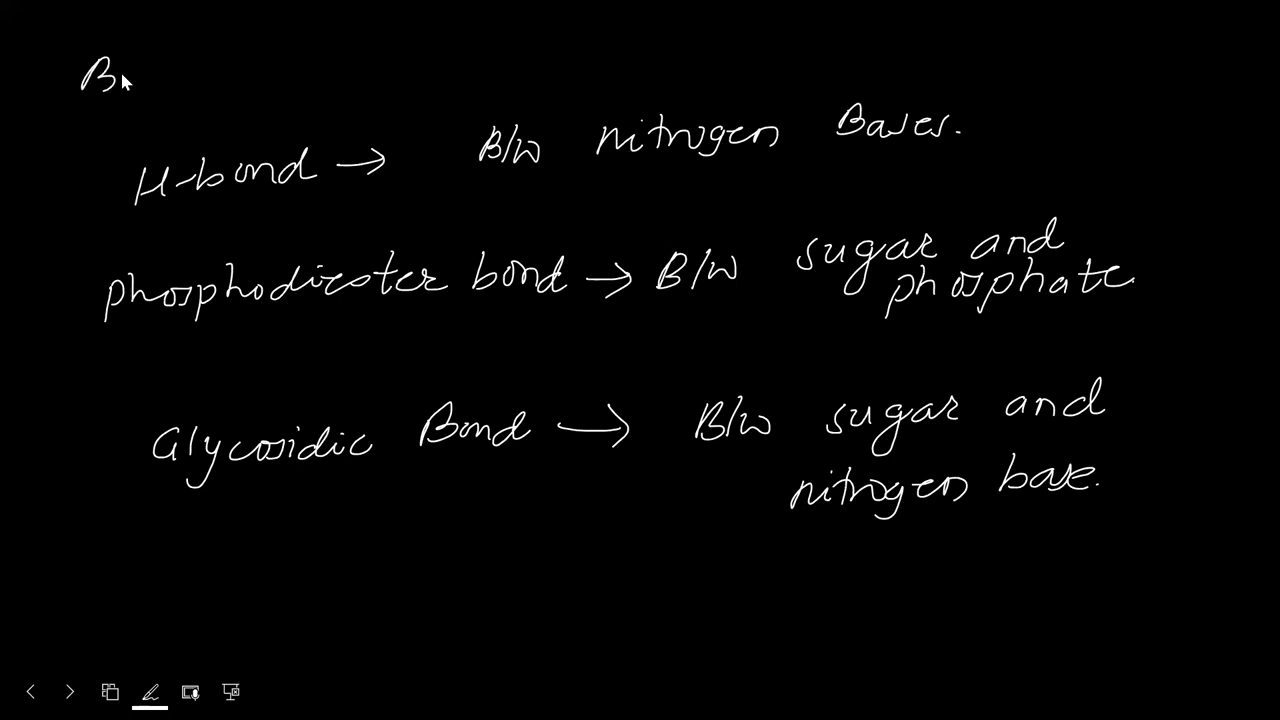 B
H-bond → B/W nitrogen Bases.
phosphodiester bond → B/W sugar and
phosphate
Glycosidic Bond → B/W sugar and
nitrogen base.